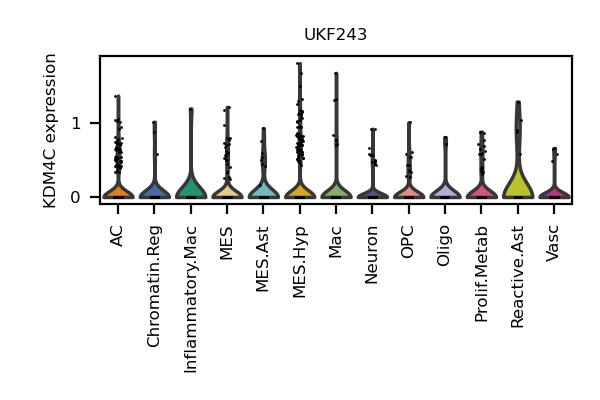 UKF243
KDM4C expression
1
0
AC
Chromatin.Reg
Inflammatory.Mac
MES
MES.Ast
MES.Hyp
Mac
Neuron
OPC
Oligo
Prolif.Metab
Reactive.Ast
Vasc